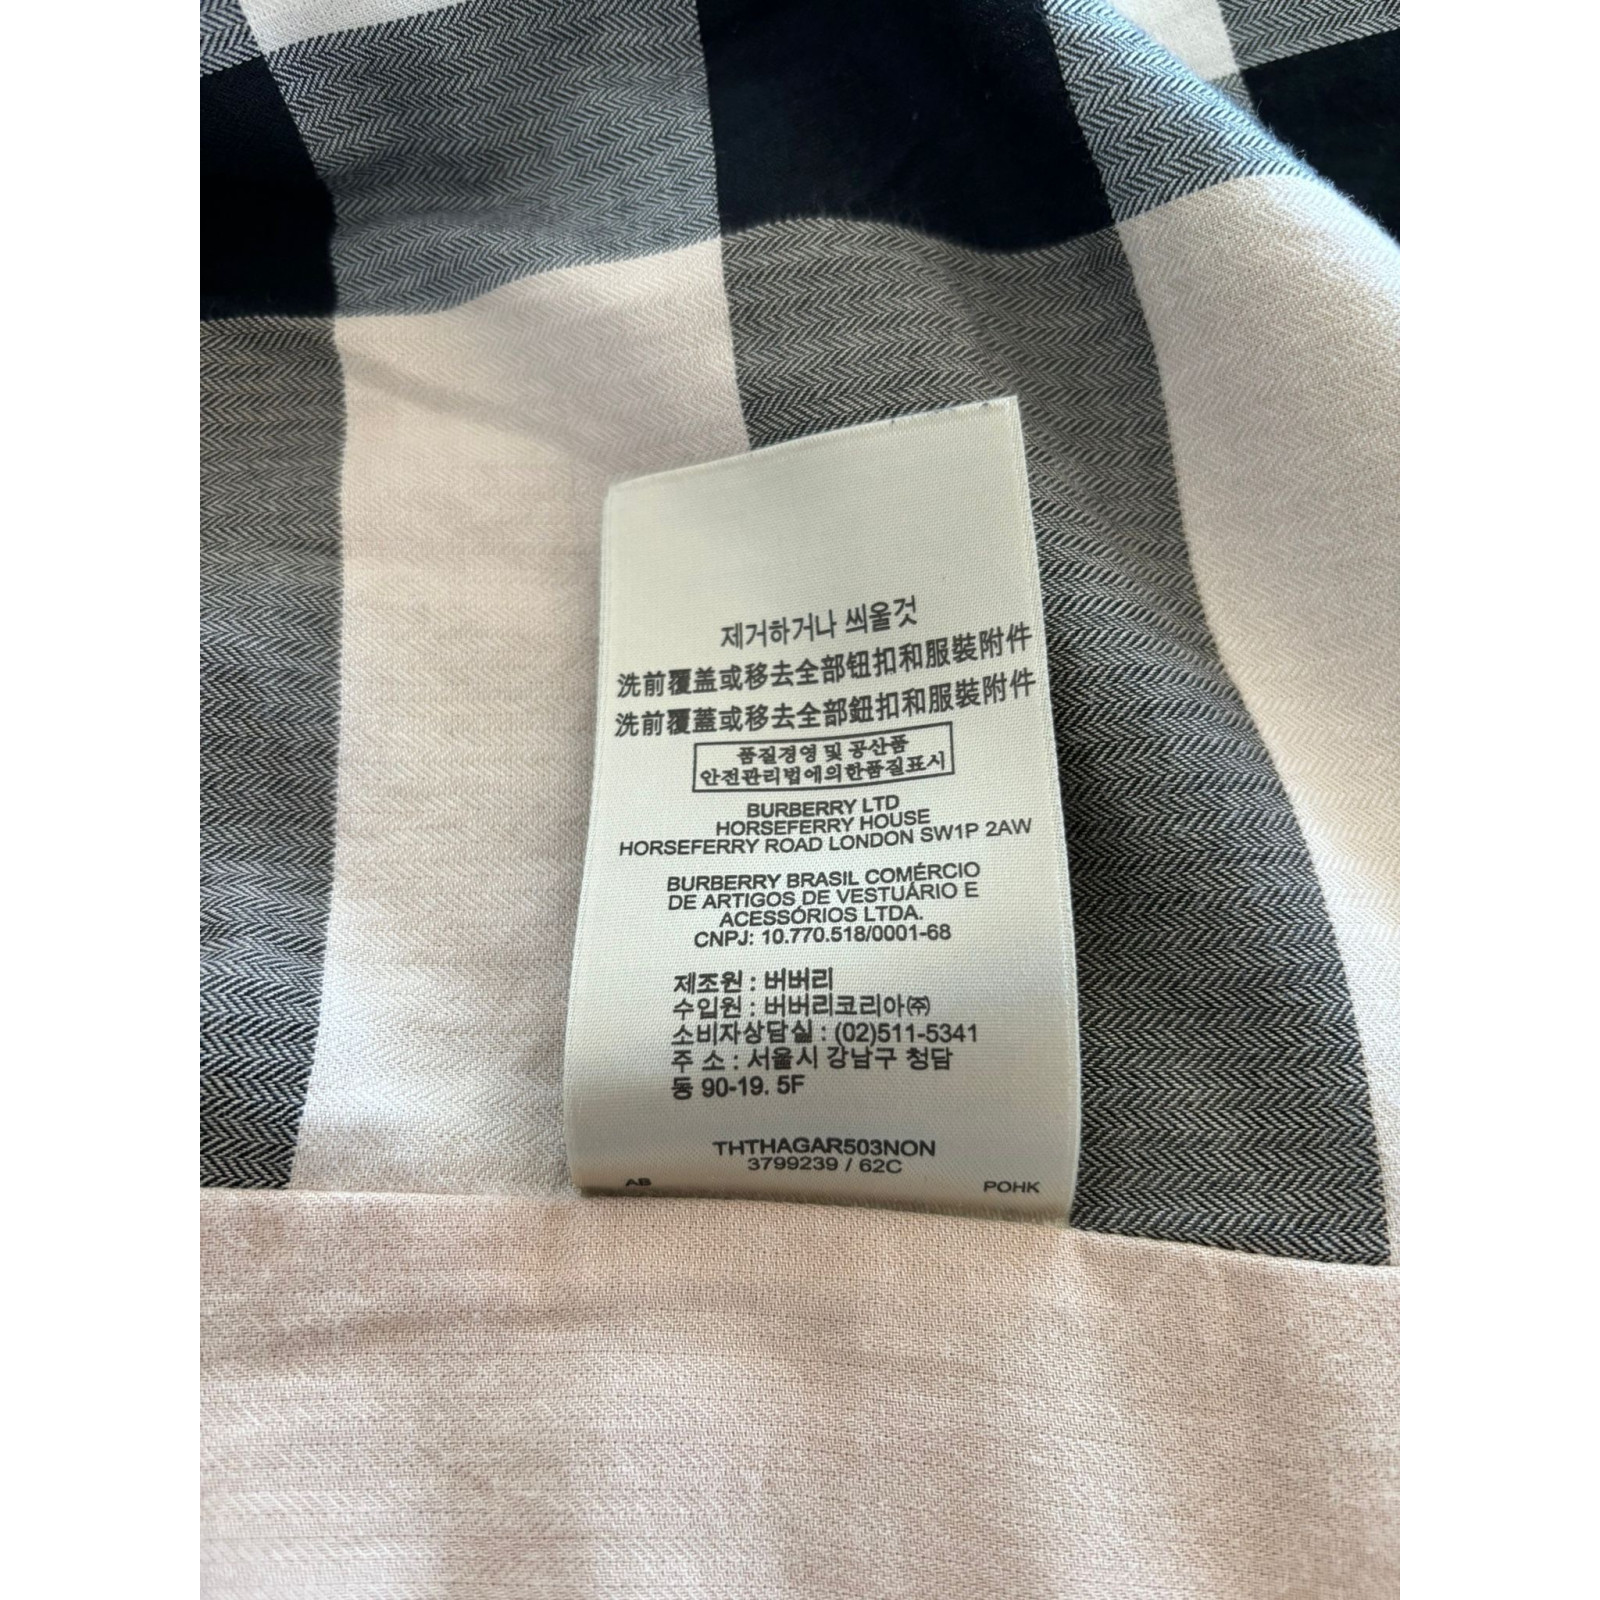 제거하거나 씌울것
洗前覆盖或移去全部钮扣和服裝附件
洗前覆蓋或移去全部鈕扣和服裝附件
품질경영 및 공산품
안전관리법에의한품질표시
BURBERRY LTD
HORSEFERRY HOUSE
HORSEFERRY ROAD LONDON SW1P 2AW
BURBERRY BRASIL COMÉRCIO
DE ARTIGOS DE VESTUÁRIO E
ACESSÓRIOS LTDA.
CNPJ: 10.770.518/0001-68
제조원 : 버버리
수입원 : 버버리코리아㈜
소비자상담실 : (02)511-5341
주 소 : 서울시 강남구 청담
동 90-19. 5F
THTHAGAR503NON
3799239 / 62C
AB
POHK